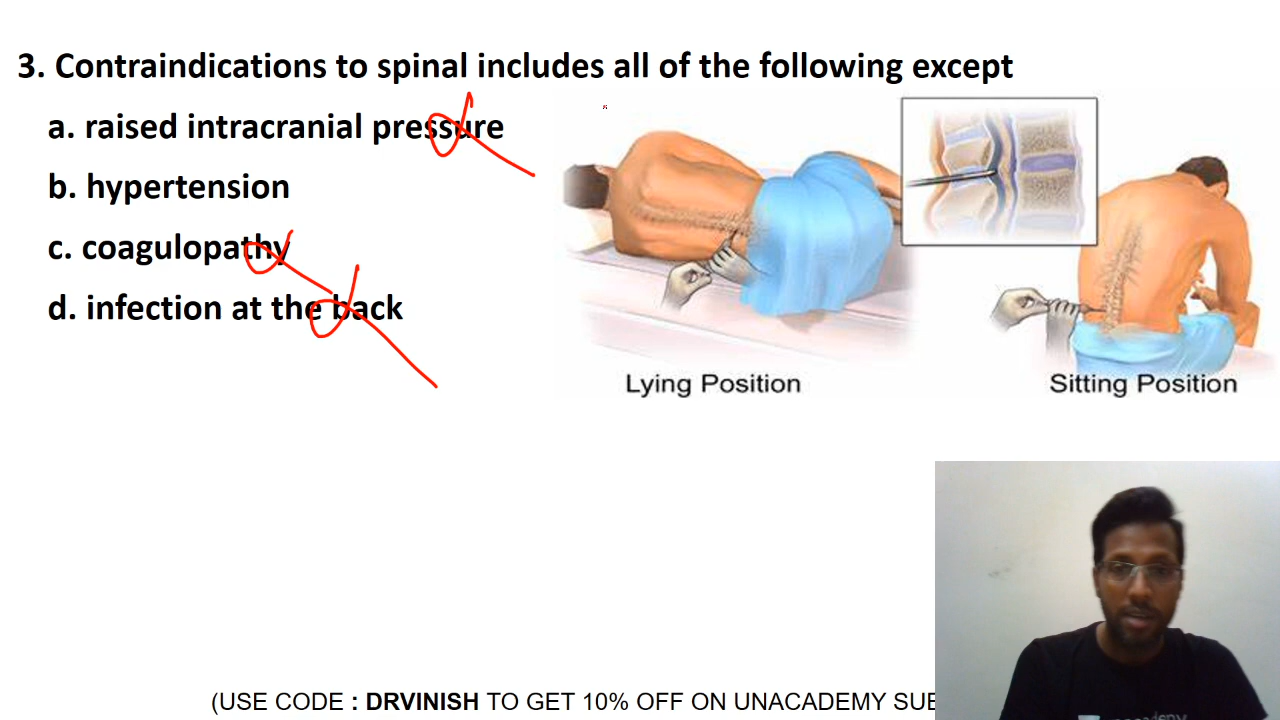 3. Contraindications to spinal includes all of the following except
a. raised intracranial pressure
b. hypertension
c. coagulopathy
d. infection at the back
Lying Position
Sitting Position
(USE CODE : DRVINISH TO GET 10% OFF ON UNACADEMY SUB